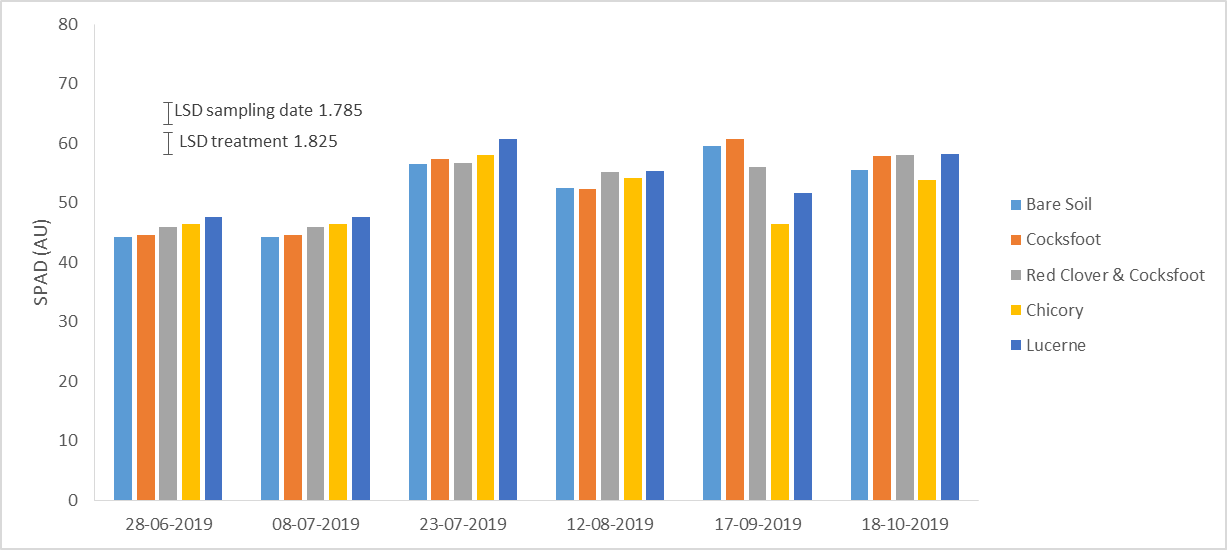 80
70
LSD sampling date 1.785
LSD treatment 1.825
60
50
40
30
20
10
0
SPAD (AU)
28-06-2019 08-07-2019 23-07-2019 12-08-2019 17-09-2019 18-10-2019
Bare Soil
Cocksfoot
Red Clover & Cocksfoot
Chicory
Lucerne